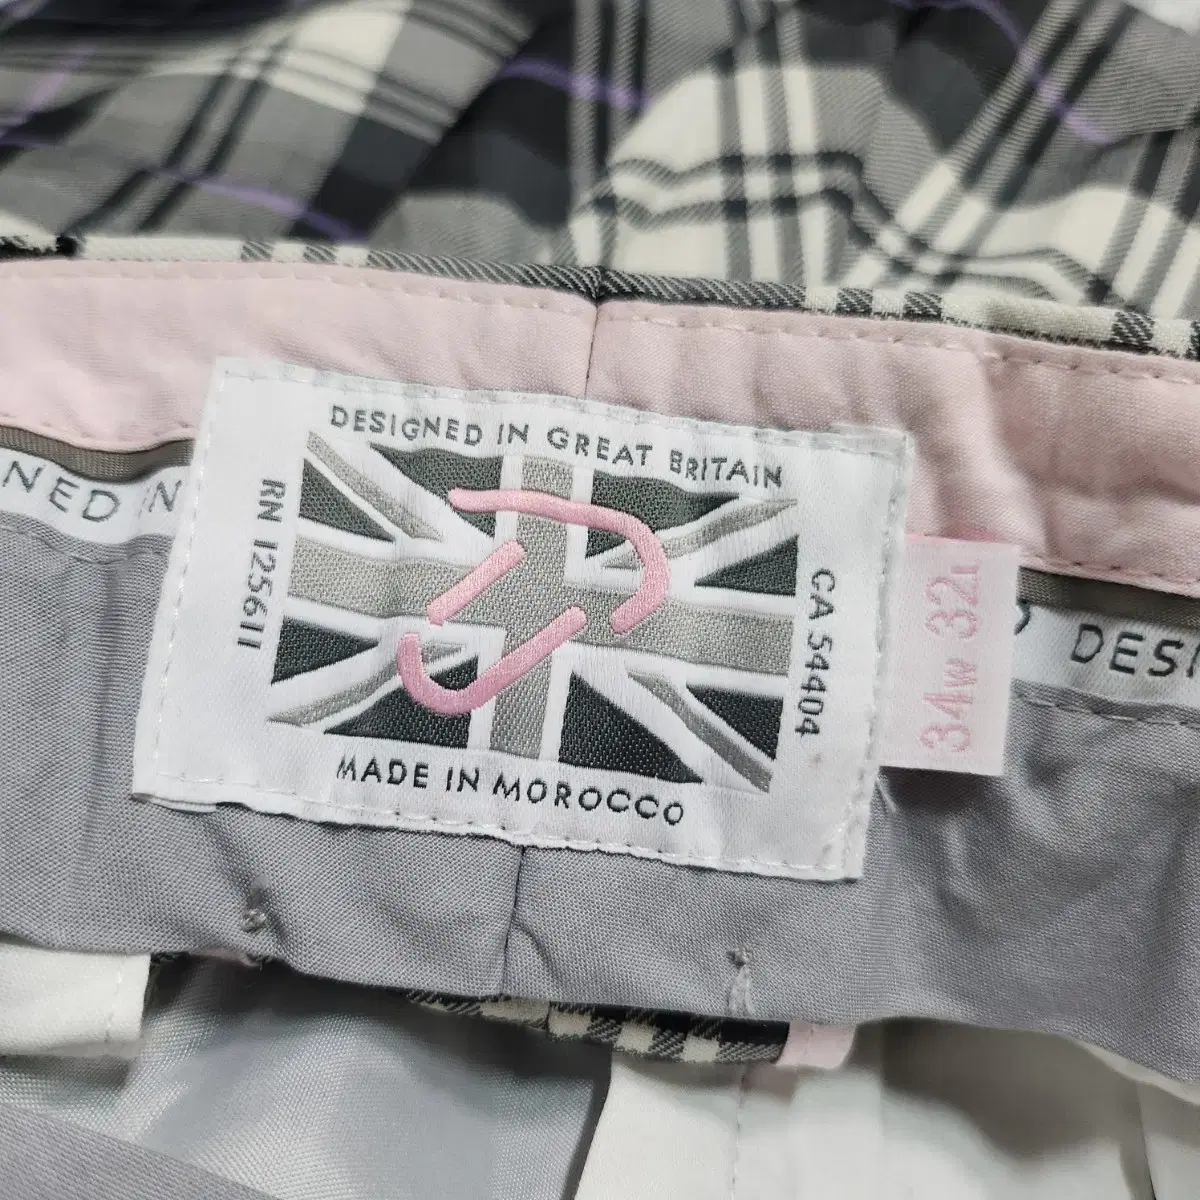 DESIGNED IN GREAT BRITAIN
RN 125611
CA 54404
MADE IN MOROCCO
34W 32L
NED IN
DESI